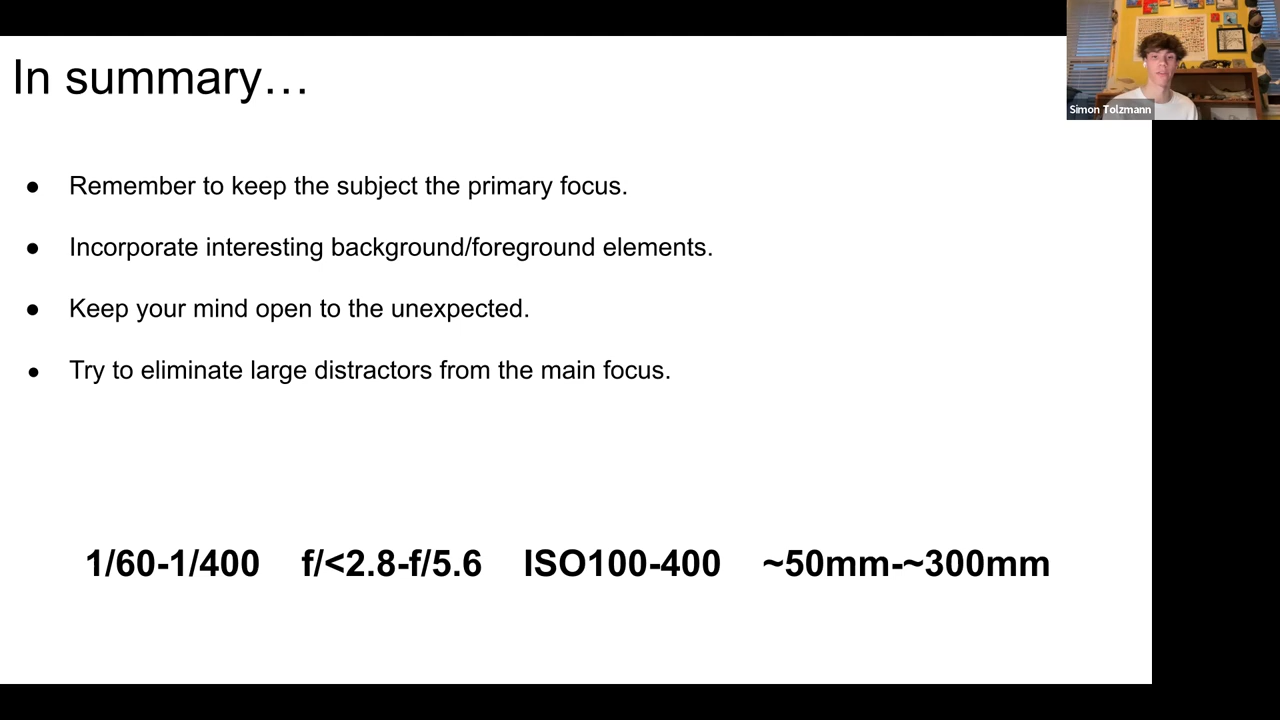 In summary…
Simon Tolzmann
● Remember to keep the subject the primary focus.
● Incorporate interesting background/foreground elements.
● Keep your mind open to the unexpected.
● Try to eliminate large distractors from the main focus.
1/60-1/400 f/<2.8-f/5.6 ISO100-400 ~50mm-~300mm